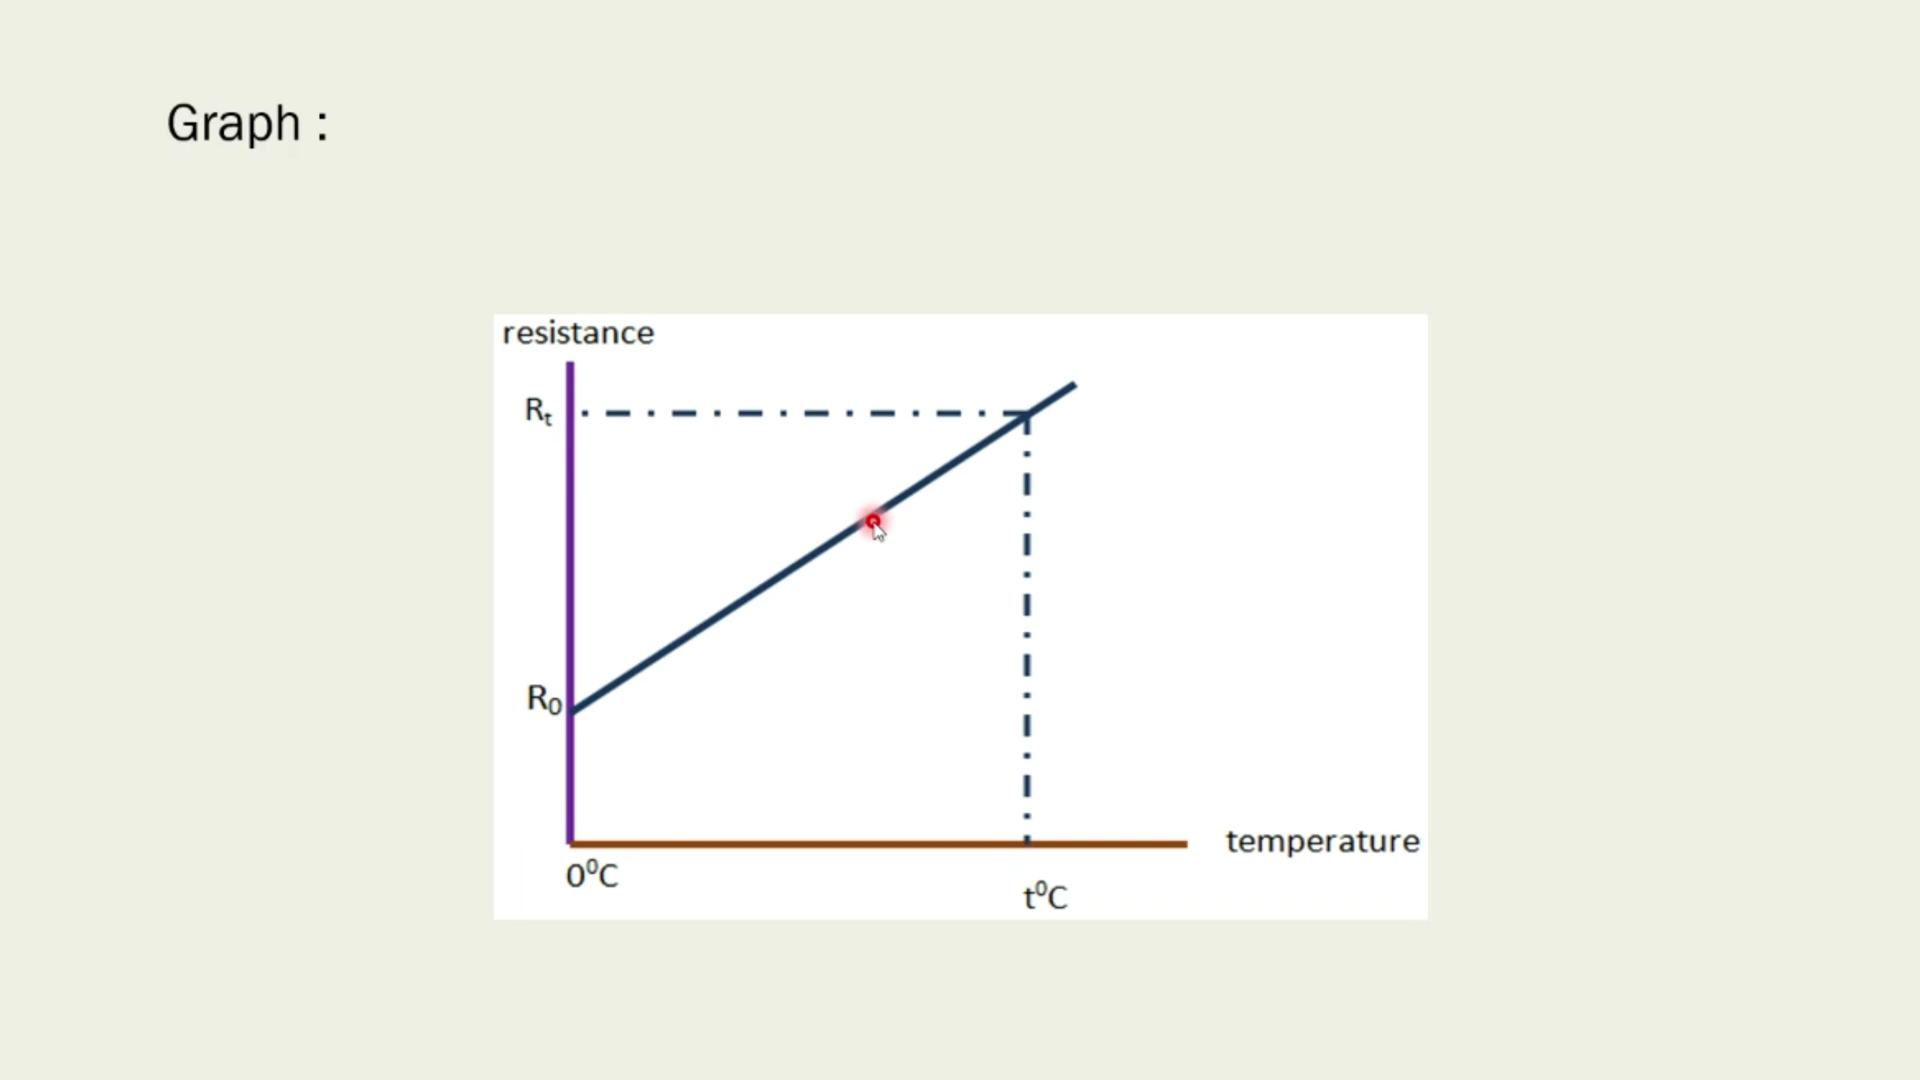 Graph :
resistance
Rₜ
R₀
temperature
0⁰C
t⁰C